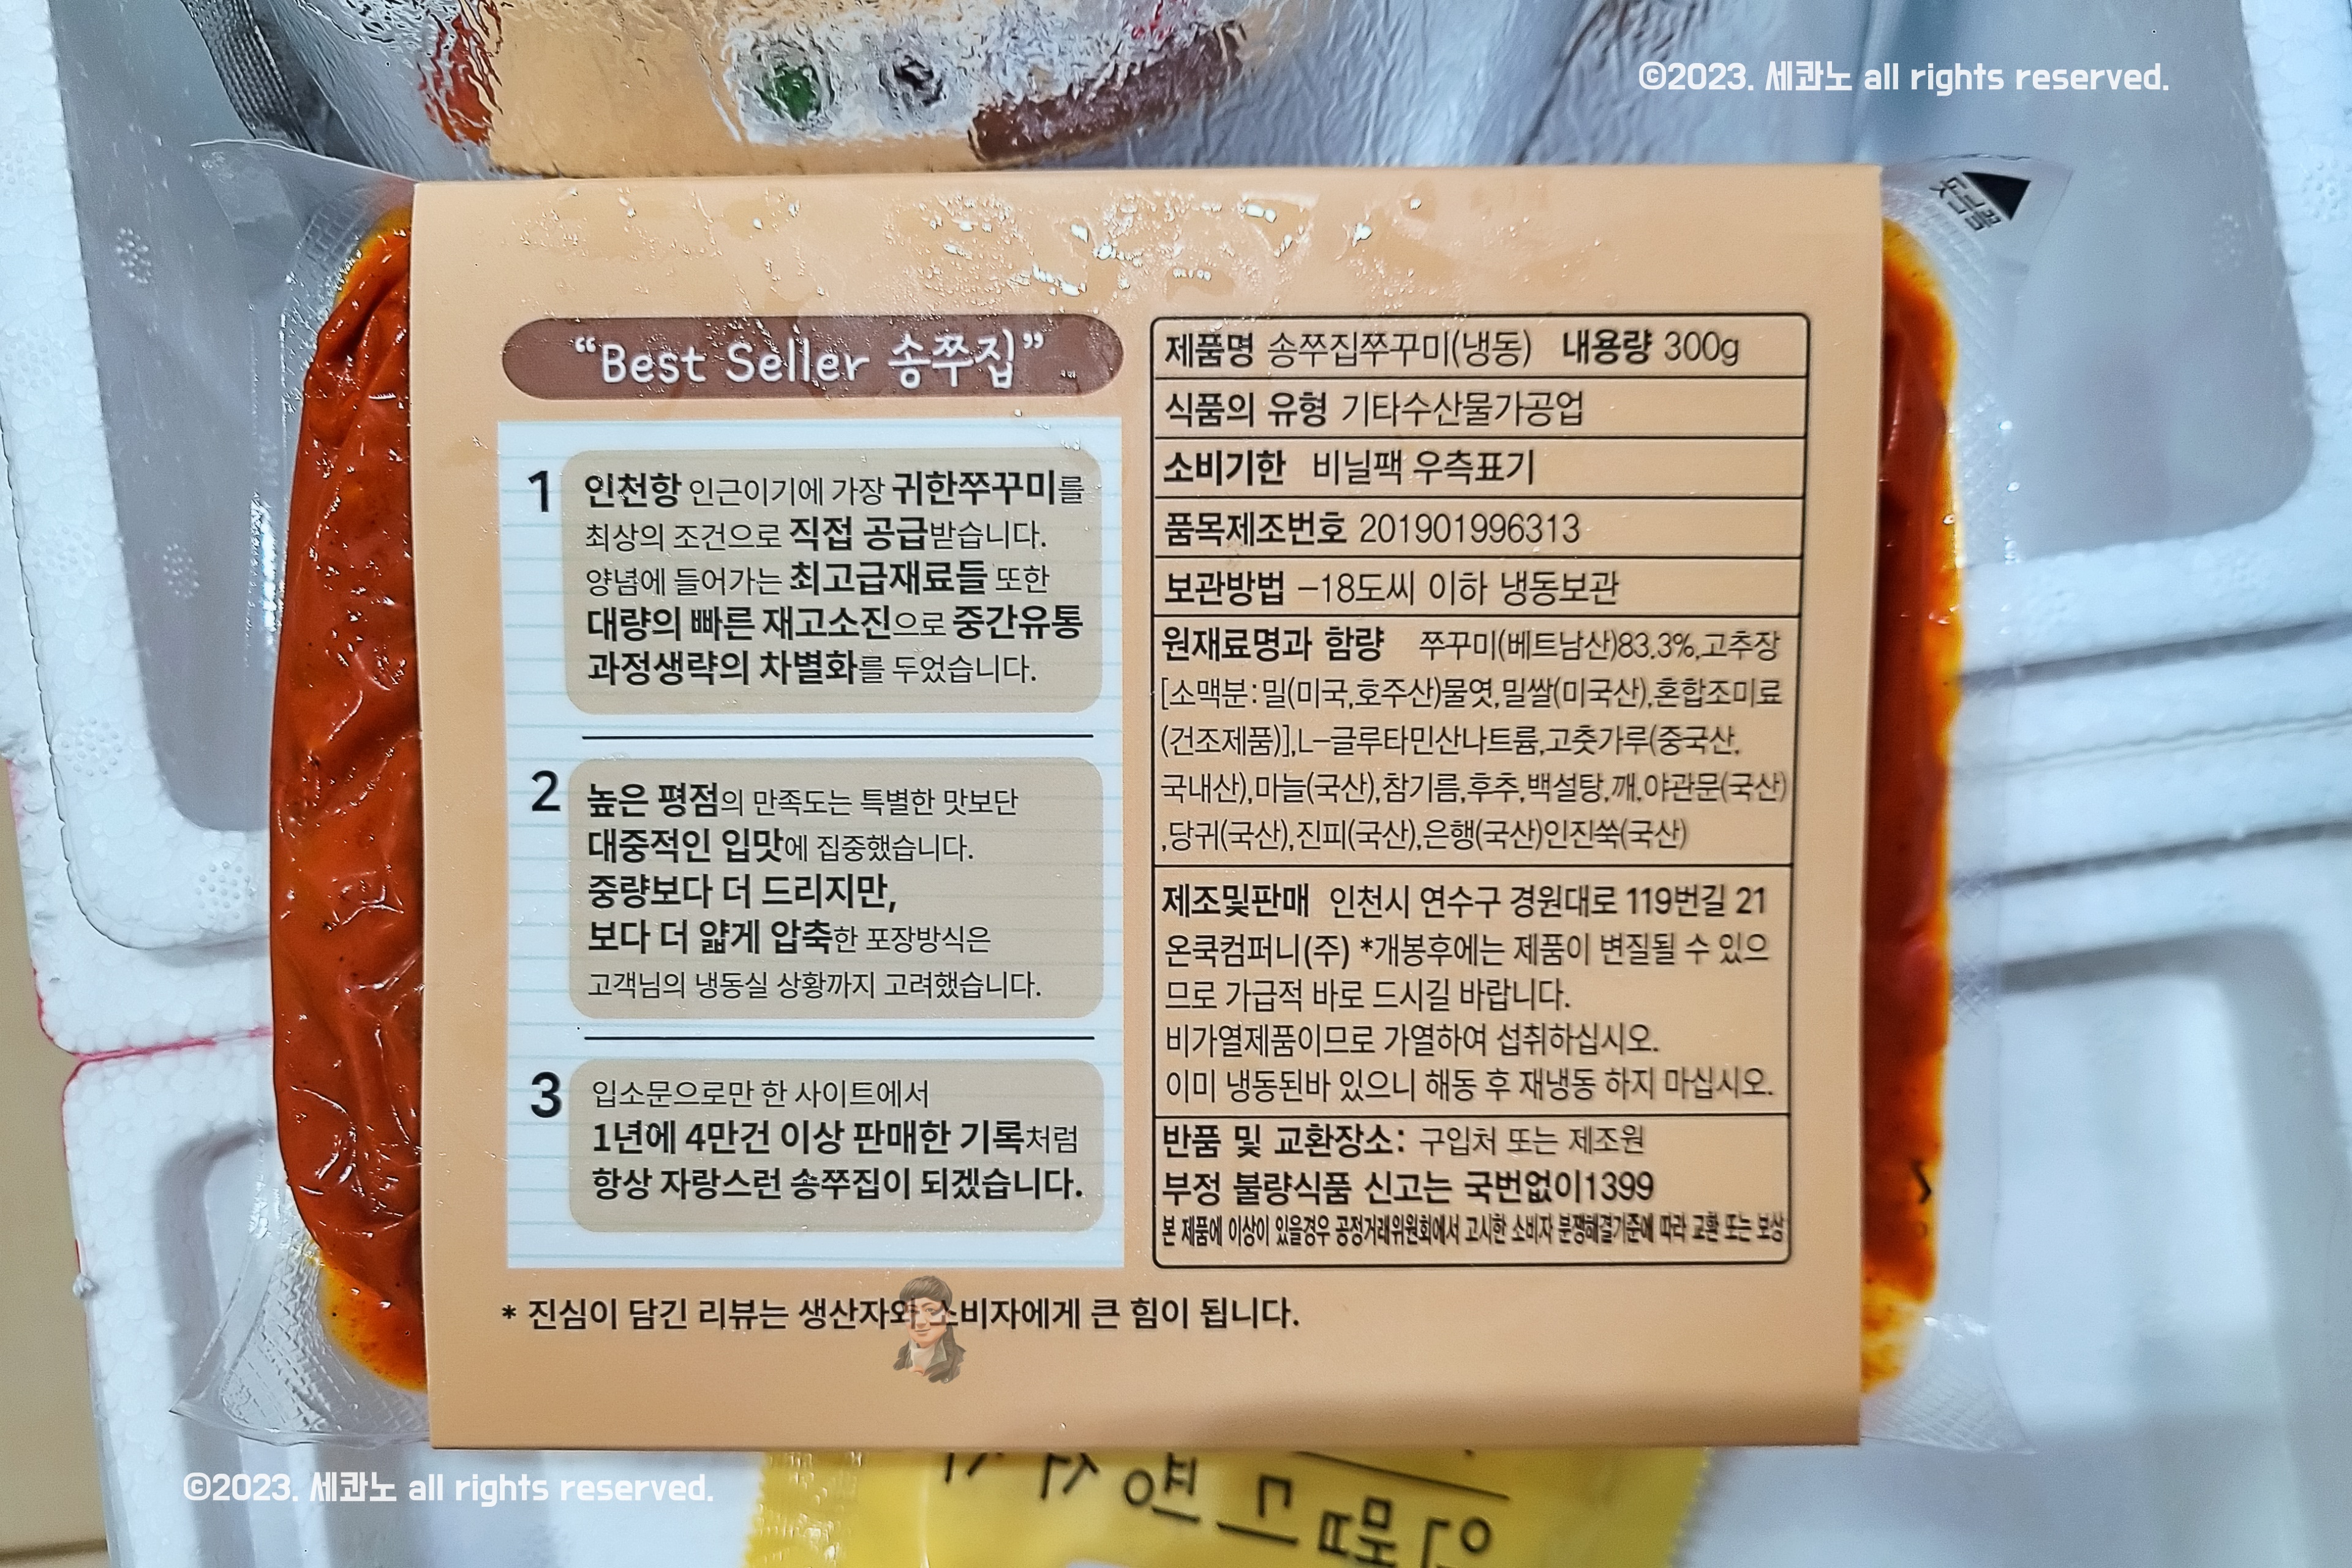 ©2023. 세콰노 all rights reserved.
뜯는곳
“Best Seller 송쭈집”
1 인천항 인근이기에 가장 귀한쭈꾸미를
최상의 조건으로 직접 공급받습니다.
양념에 들어가는 최고급재료들 또한
대량의 빠른 재고소진으로 중간유통
과정생략의 차별화를 두었습니다.
2 높은 평점의 만족도는 특별한 맛보단
대중적인 입맛에 집중했습니다.
중량보다 더 드리지만,
보다 더 얇게 압축한 포장방식은
고객님의 냉동실 상황까지 고려했습니다.
3 입소문으로만 한 사이트에서
1년에 4만건 이상 판매한 기록처럼
항상 자랑스런 송쭈집이 되겠습니다.
제품명 송쭈집쭈꾸미(냉동) 내용량 300g
식품의 유형 기타수산물가공업
소비기한 비닐팩 우측표기
품목제조번호 201901996313
보관방법 -18도씨 이하 냉동보관
원재료명과 함량 쭈꾸미(베트남산)83.3%,고추장
[소맥분:밀(미국,호주산)물엿,밀쌀(미국산),혼합조미료
(건조제품)],L-글루타민산나트륨,고춧가루(중국산,
국내산),마늘(국산),참기름,후추,백설탕,깨,야관문(국산)
,당귀(국산),진피(국산),은행(국산)인진쑥(국산)
제조및판매 인천시 연수구 경원대로 119번길 21
온쿡컴퍼니(주) *개봉후에는 제품이 변질될 수 있으
므로 가급적 바로 드시길 바랍니다.
비가열제품이므로 가열하여 섭취하십시오.
이미 냉동된바 있으니 해동 후 재냉동 하지 마십시오.
반품 및 교환장소: 구입처 또는 제조원
부정 불량식품 신고는 국번없이1399
본 제품에 이상이 있을경우 공정거래위원회에서 고시한 소비자 분쟁해결기준에 따라 교환 또는 보상
* 진심이 담긴 리뷰는 생산자와 소비자에게 큰 힘이 됩니다.
©2023. 세콰노 all rights reserved.